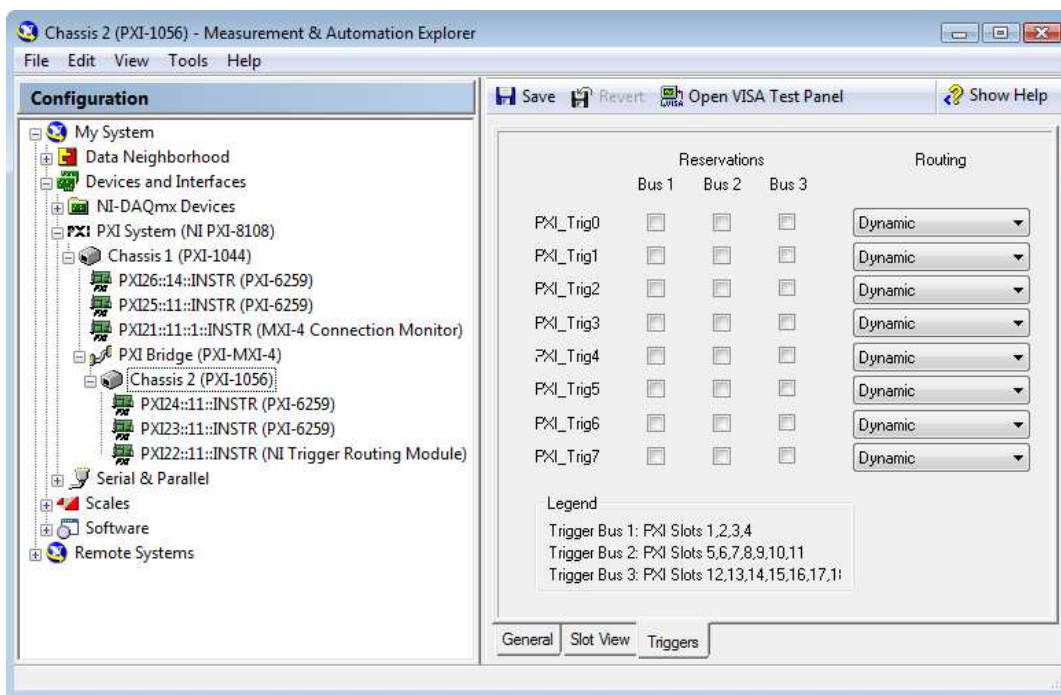 Chassis 2 (PXI-1056) - Measurement & Automation Explorer
File Edit View Tools Help
Configuration
My System
Data Neighborhood
Devices and Interfaces
NI-DAQmx Devices
PXI PXI System (NI PXI-8108)
Chassis 1 (PXI-1044)
PXI26::14::INSTR (PXI-6259)
PXI25::11::INSTR (PXI-6259)
PXI21::11::1::INSTR (MXI-4 Connection Monitor)
PXI Bridge (PXI-MXI-4)
Chassis 2 (PXI-1056)
PXI24::11::INSTR (PXI-6259)
PXI23::11::INSTR (PXI-6259)
PXI22::11::INSTR (NI Trigger Routing Module)
Serial & Parallel
Scales
Software
Remote Systems
Save Revert Open VISA Test Panel Show Help
Reservations Routing
Bus 1 Bus 2 Bus 3
PXI_Trig0 Dynamic
PXI_Trig1 Dynamic
PXI_Trig2 Dynamic
PXI_Trig3 Dynamic
PXI_Trig4 Dynamic
PXI_Trig5 Dynamic
PXI_Trig6 Dynamic
PXI_Trig7 Dynamic
Legend
Trigger Bus 1: PXI Slots 1,2,3,4
Trigger Bus 2: PXI Slots 5,6,7,8,9,10,11
Trigger Bus 3: PXI Slots 12,13,14,15,16,17,1
General Slot View Triggers